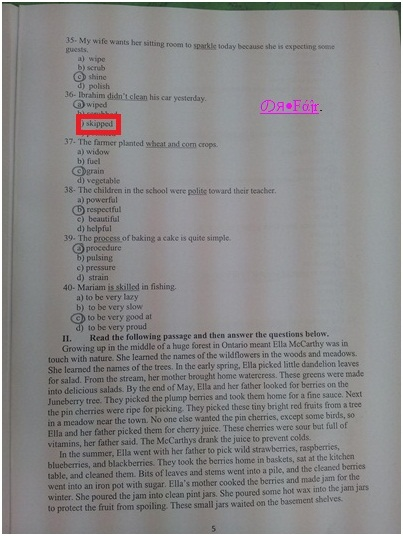 35- My wife wants her sitting room to sparkle today because she is expecting some
guests.
a) wipe
b) scrub
c) shine
d) polish
36- Ibrahim didn't clean his car yesterday.
a) wiped
b) scrubbed
) skipped
37- The farmer planted wheat and corn crops.
a) widow
b) fuel
c) grain
d) vegetable
38- The children in the school were polite toward their teacher.
a) powerful
b) respectful
c) beautiful
d) helpful
39- The process of baking a cake is quite simple.
a) procedure
b) pulsing
c) pressure
d) strain
40- Mariam is skilled in fishing.
a) to be very lazy
b) to be very slow
c) to be very good at
d) to be very proud
II. Read the following passage and then answer the questions below.
Growing up in the middle of a huge forest in Ontario meant Ella McCarthy was in
touch with nature. She learned the names of the wildflowers in the woods and meadows.
She learned the names of the trees. In the early spring, Ella picked little dandelion leaves
for salad. From the stream, her mother brought home watercress. These greens were made
into delicious salads. By the end of May, Ella and her father looked for berries on the
Juneberry tree. They picked the plump berries and took them home for a fine sauce. Next
the pin cherries were ripe for picking. They picked these tiny bright red fruits from a tree
in a meadow near the town. No one else wanted the pin cherries, except some birds, so
Ella and her father picked them for cherry juice. These cherries were sour but full of
vitamins, her father said. The McCarthys drank the juice to prevent colds.
In the summer, Ella went with her father to pick wild strawberries, raspberries,
blueberries, and blackberries. They took the berries home in baskets, sat at the kitchen
table, and cleaned them. Bits of leaves and stems went into a pile, and the cleaned berries
went into an iron pot with sugar. Ella's mother cooked the berries and made jam for the
winter. She poured the jam into clean pint jars. She poured some hot wax into the jam jars
to protect the fruit from spoiling. These small jars waited on the basement shelves.
5
のя●Fájr.